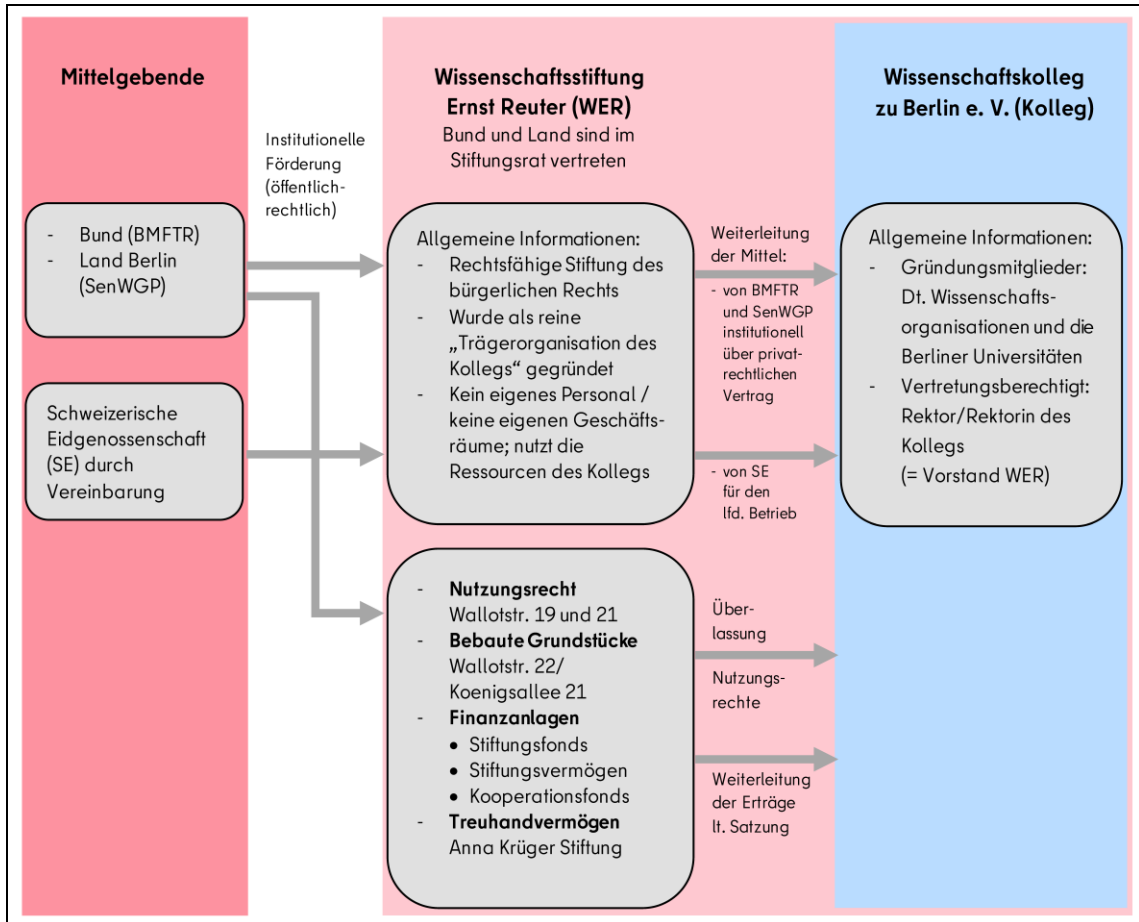 Mittelgebende
Institutionelle
Förderung
(öffentlich-
rechtlich)
- Bund (BMFTR)
- Land Berlin
(SenWGP)
Schweizerische
Eidgenossenschaft
(SE) durch
Vereinbarung
Wissenschaftsstiftung
Ernst Reuter (WER)
Bund und Land sind im
Stiftungsrat vertreten
Allgemeine Informationen:
- Rechtsfähige Stiftung des
bürgerlichen Rechts
- Wurde als reine
„Trägerorganisation des
Kollegs“ gegründet
- Kein eigenes Personal /
keine eigenen Geschäfts-
räume; nutzt die
Ressourcen des Kollegs
- Nutzungsrecht
Wallotstr. 19 und 21
- Bebaute Grundstücke
Wallotstr. 22/
Koenigsallee 21
- Finanzanlagen
• Stiftungsfonds
• Stiftungsvermögen
• Kooperationsfonds
- Treuhandvermögen
Anna Krüger Stiftung
Weiterleitung
der Mittel:
- von BMFTR
und SenWGP
institutionell
über privat-
rechtlichen
Vertrag
- von SE
für den
lfd. Betrieb
Über-
lassung
Nutzungs-
rechte
Weiterleitung
der Erträge
lt. Satzung
Wissenschaftskolleg
zu Berlin e. V. (Kolleg)
Allgemeine Informationen:
- Gründungsmitglieder:
Dt. Wissenschafts-
organisationen und die
Berliner Universitäten
- Vertretungsberechtigt:
Rektor/Rektorin des
Kollegs
(= Vorstand WER)